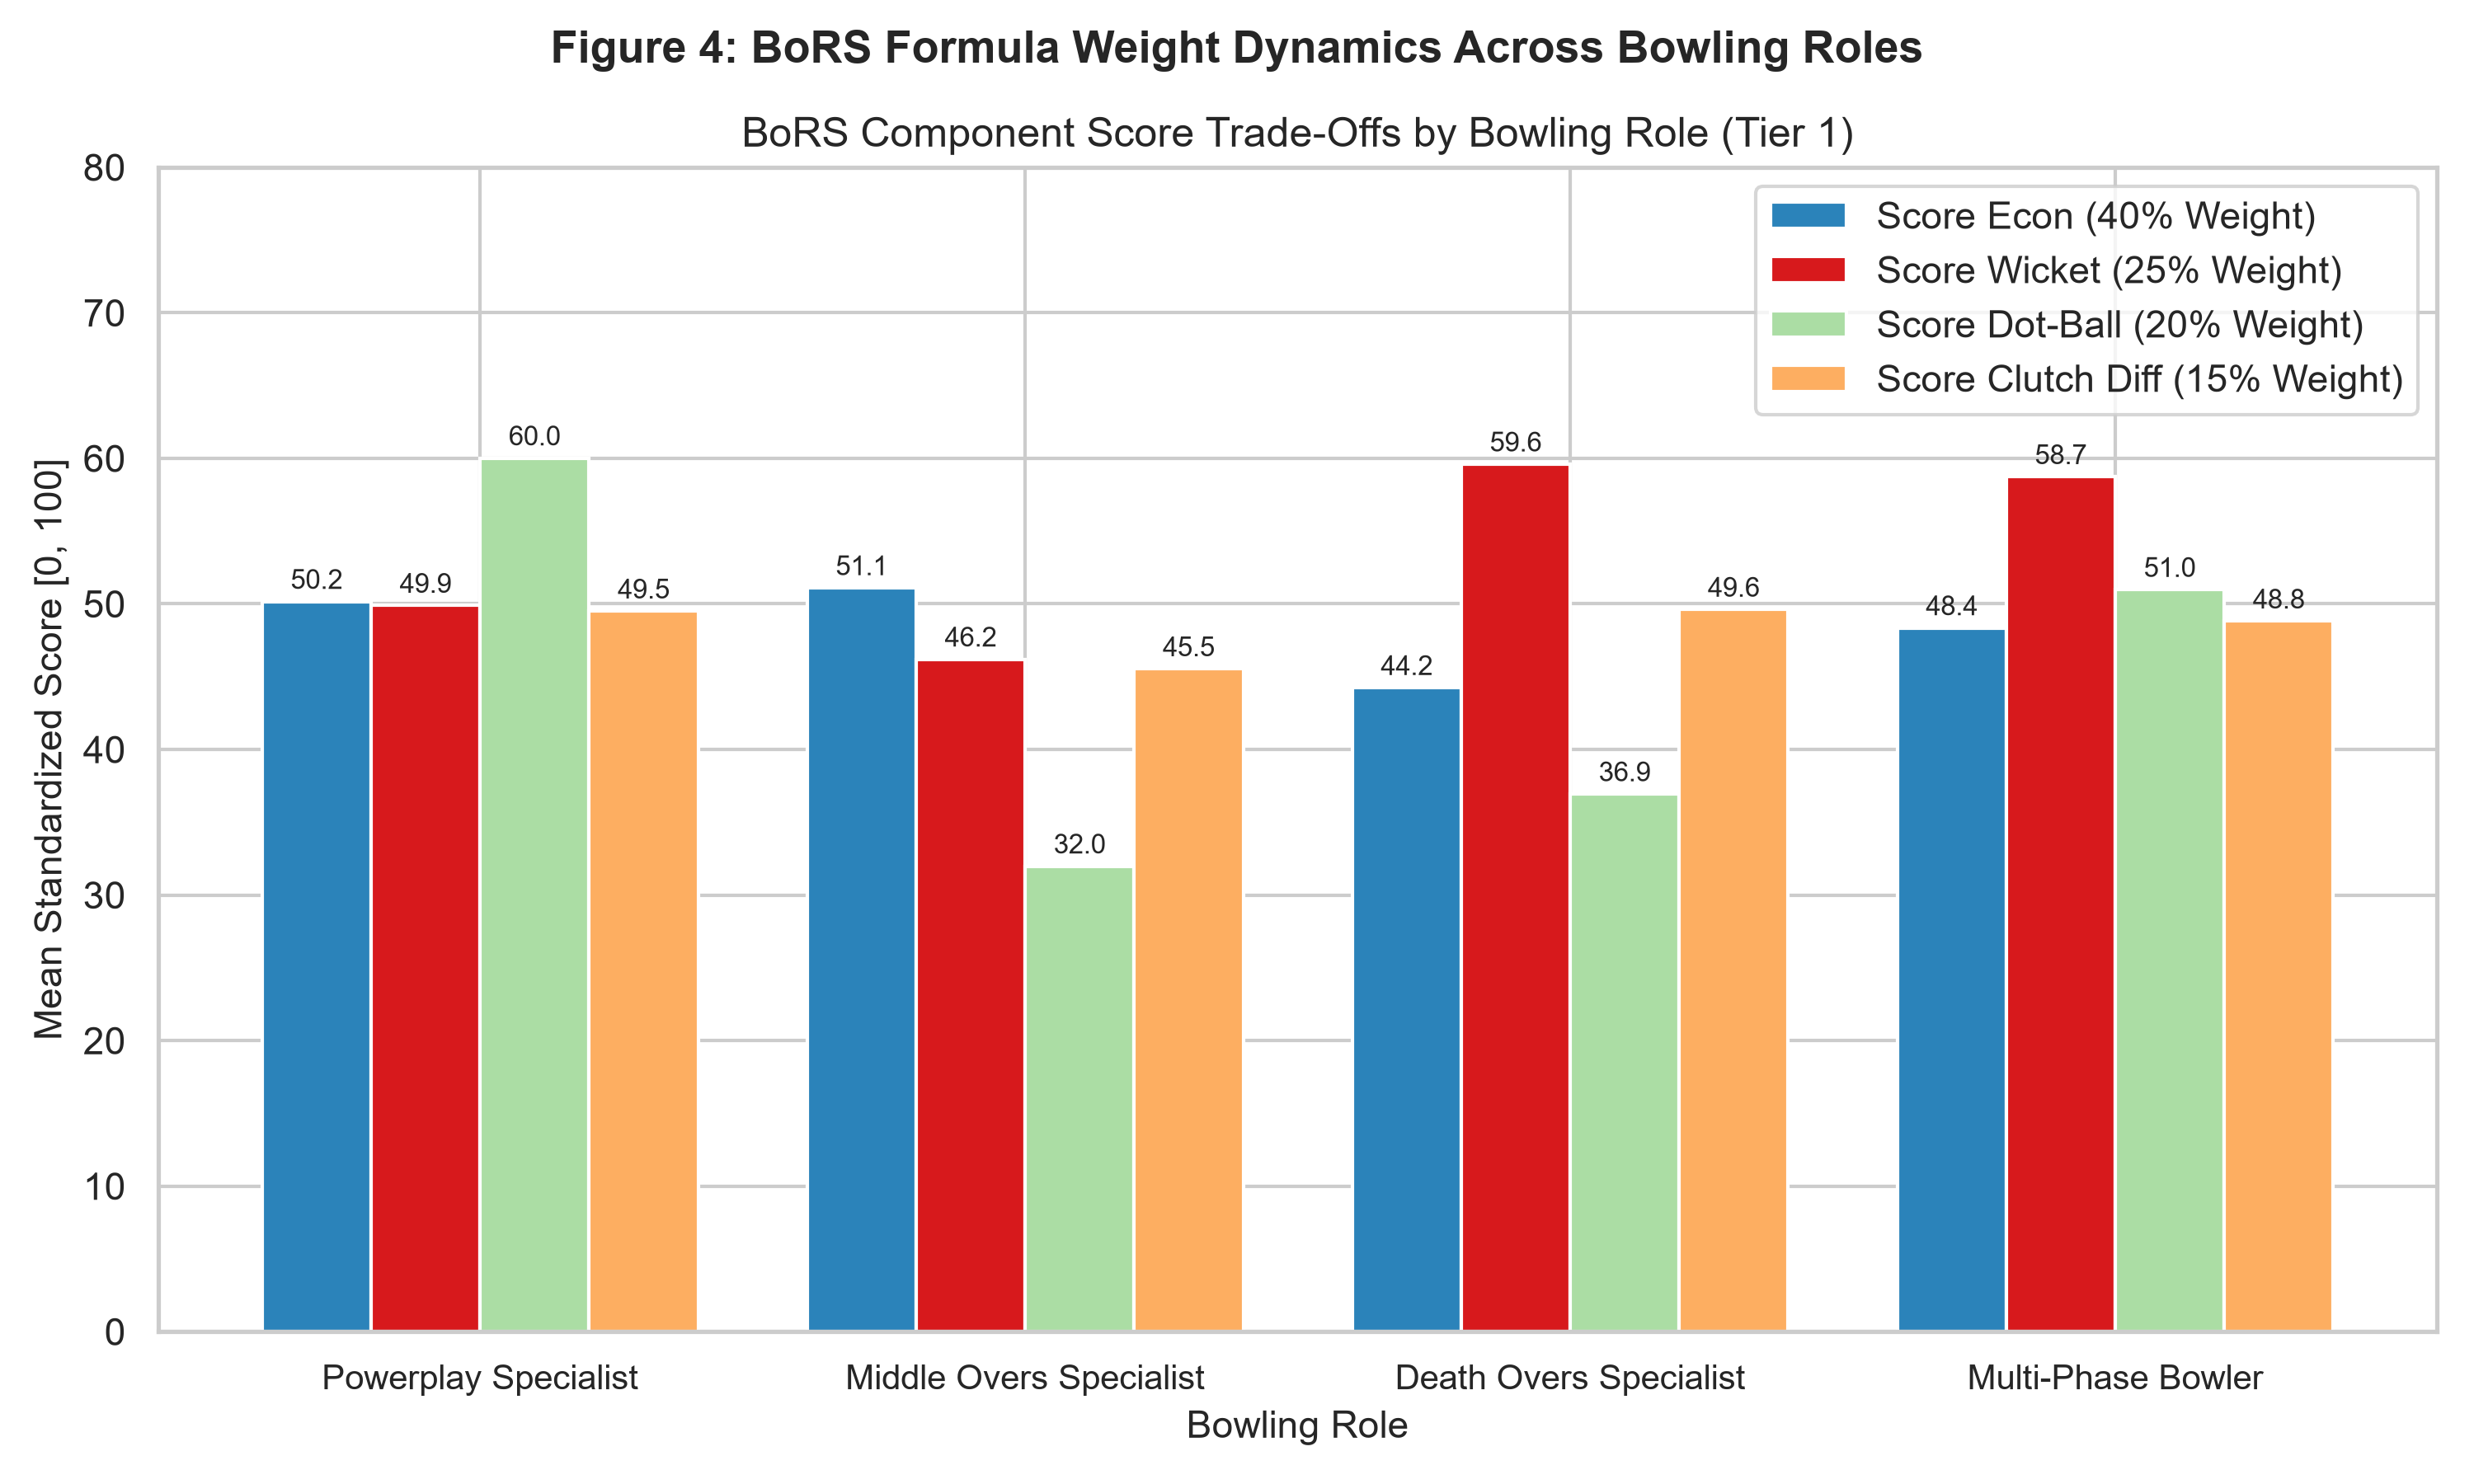 Figure 4: BoRS Formula Weight Dynamics Across Bowling Roles
BoRS Component Score Trade-Offs by Bowling Role (Tier 1)
Mean Standardized Score [0, 100]
80
70
60
50
40
30
20
10
0
Score Econ (40% Weight)
Score Wicket (25% Weight)
Score Dot-Ball (20% Weight)
Score Clutch Diff (15% Weight)
50.2
49.9
60.0
49.5
51.1
46.2
32.0
45.5
44.2
59.6
36.9
49.6
48.4
58.7
51.0
48.8
Powerplay Specialist
Middle Overs Specialist
Death Overs Specialist
Multi-Phase Bowler
Bowling Role